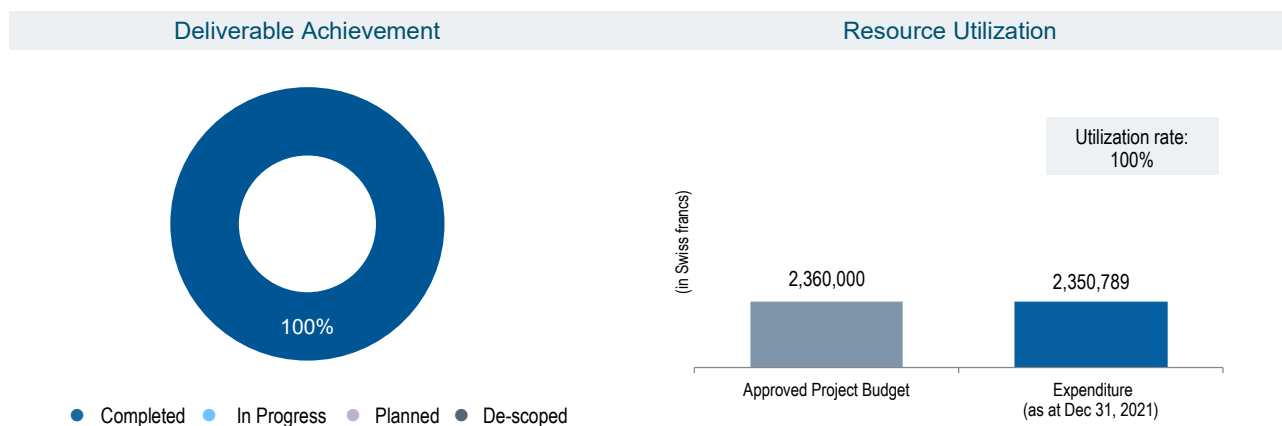 Deliverable Achievement
100%
Completed
In Progress
Planned
De-scoped
Resource Utilization
Utilization rate:
100%
(in Swiss francs)
2,360,000
2,350,789
Approved Project Budget
Expenditure
(as at Dec 31, 2021)